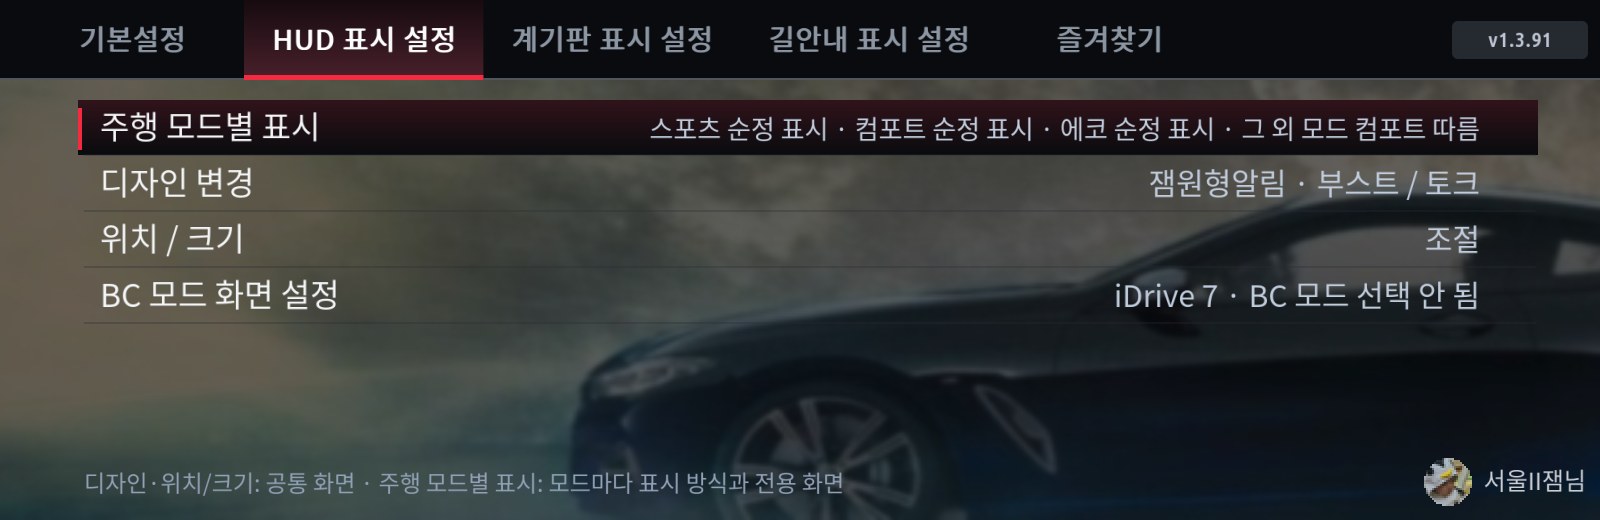 기본설정 HUD 표시 설정 계기판 표시 설정 길안내 표시 설정 즐겨찾기 v1.3.91
주행 모드별 표시 스포츠 순정 표시 · 컴포트 순정 표시 · 에코 순정 표시 · 그 외 모드 컴포트 따름
디자인 변경 잼원형알림 · 부스트 / 토크
위치 / 크기 조절
BC 모드 화면 설정 iDrive 7 · BC 모드 선택 안 됨
디자인·위치/크기: 공통 화면 · 주행 모드별 표시: 모드마다 표시 방식과 전용 화면
서울II잼님